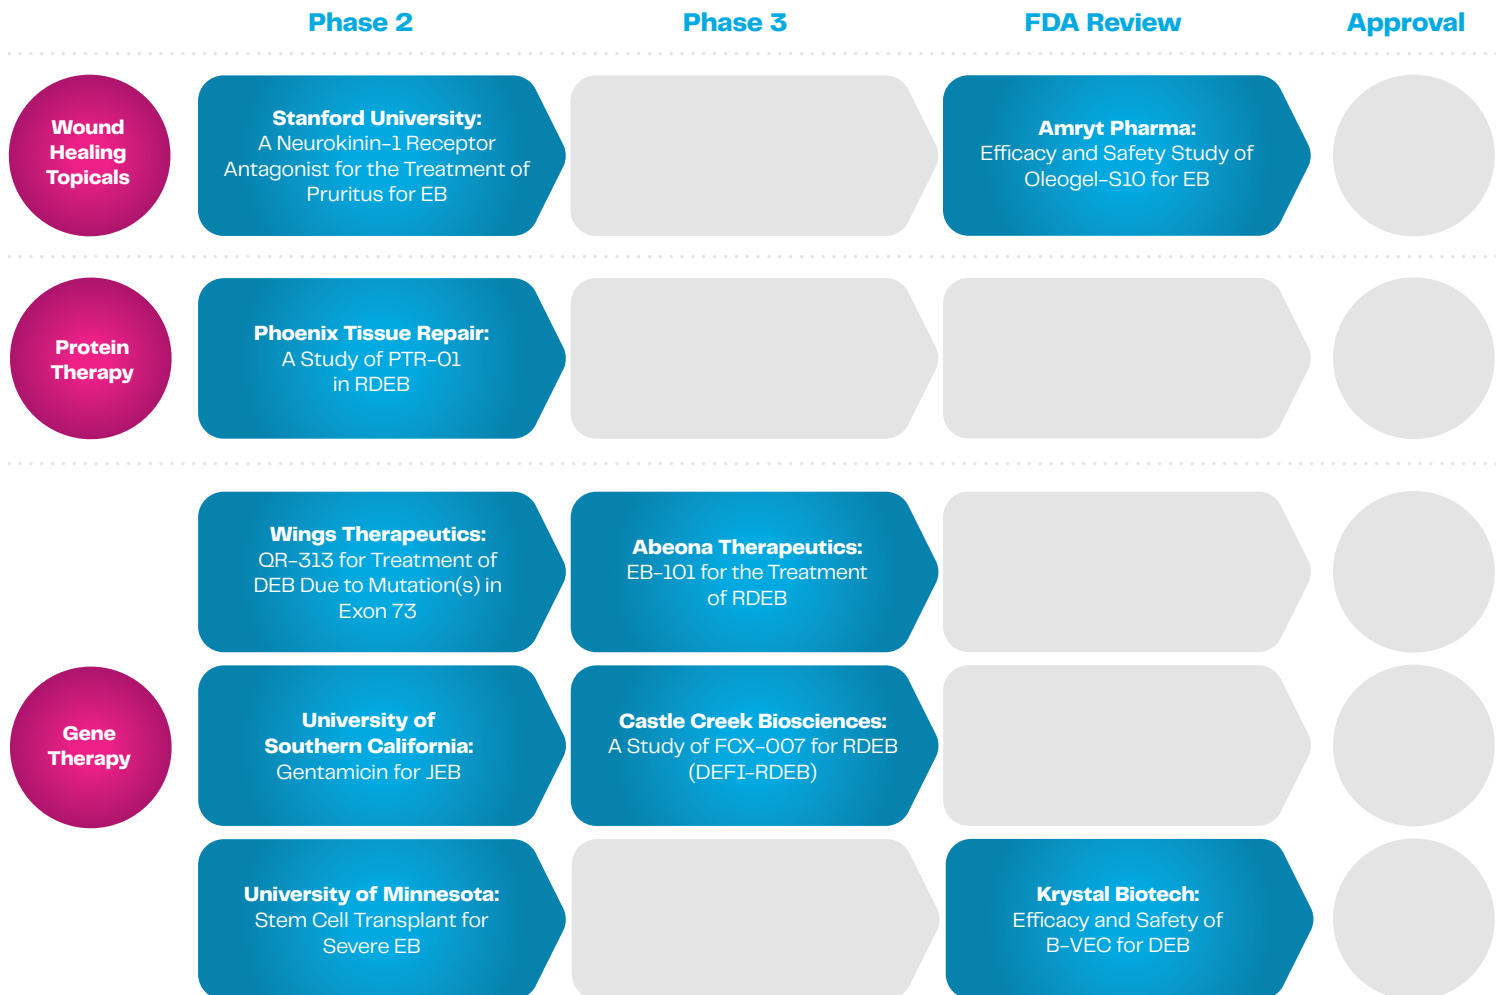 Phase 2
Phase 3
FDA Review
Approval
Wound
Healing
Topicals
Stanford University:
A Neurokinin-1 Receptor
Antagonist for the Treatment of
Pruritus for EB
Amryt Pharma:
Efficacy and Safety Study of
Oleogel-S10 for EB
Protein
Therapy
Phoenix Tissue Repair:
A Study of PTR-01
in RDEB
Gene
Therapy
Wings Therapeutics:
QR-313 for Treatment of
DEB Due to Mutation(s) in
Exon 73
Abeona Therapeutics:
EB-101 for the Treatment
of RDEB
University of
Southern California:
Gentamicin for JEB
Castle Creek Biosciences:
A Study of FCX-007 for RDEB
(DEFI-RDEB)
University of Minnesota:
Stem Cell Transplant for
Severe EB
Krystal Biotech:
Efficacy and Safety of
B-VEC for DEB